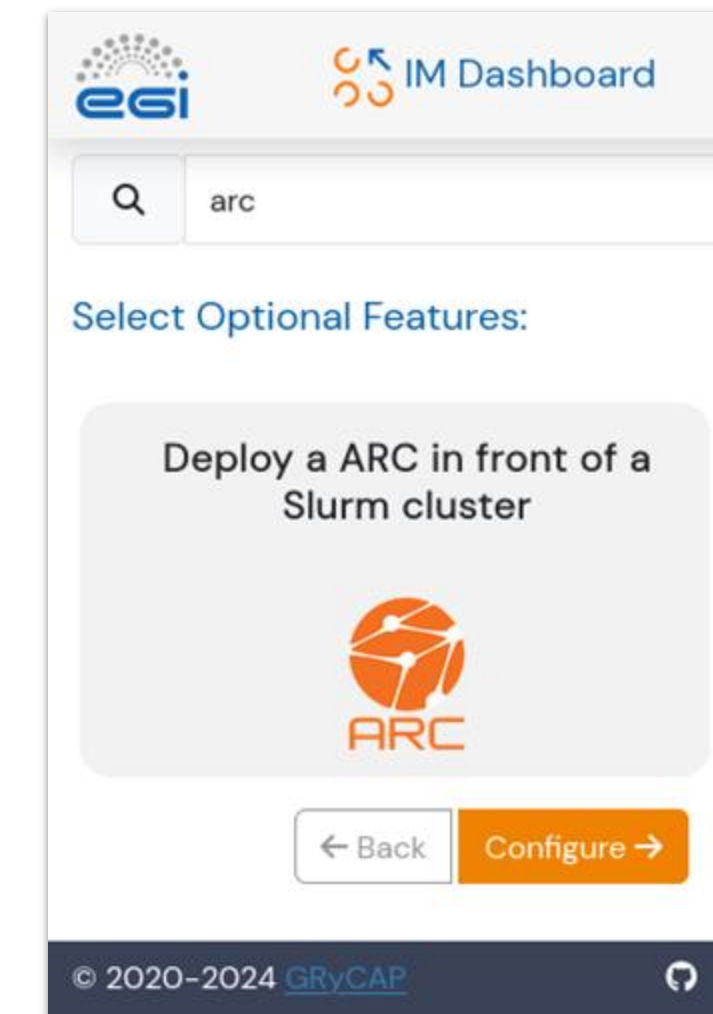 egi
IM Dashboard
arc
Select Optional Features:
Deploy a ARC in front of a
Slurm cluster
ARC
← Back
Configure →
© 2020-2024 GRyCAP